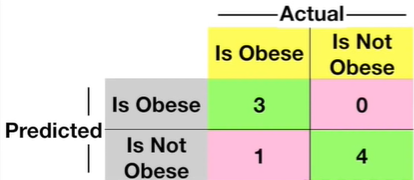 Actual
Is Obese
Is Not
Obese
Is Obese 3 0
Predicted
Is Not
Obese
1 4